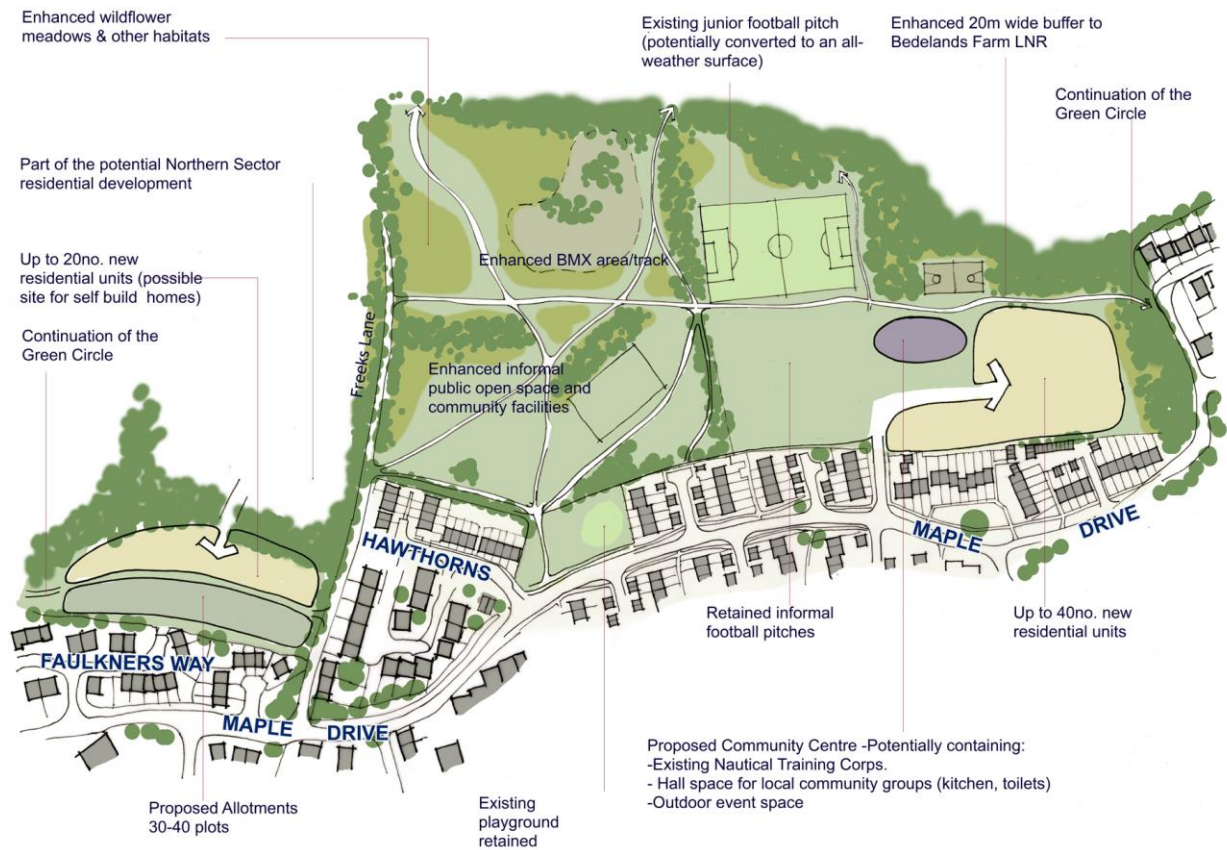 Enhanced wildflower
meadows & other habitats
Existing junior football pitch
(potentially converted to an all-
weather surface)
Enhanced 20m wide buffer to
Bedelands Farm LNR
Continuation of the
Green Circle
Part of the potential Northern Sector
residential development
Up to 20no. new
residential units (possible
site for self build  homes)
Continuation of the
Green Circle
Enhanced BMX area/track
Freeks Lane
Enhanced informal
public open space and
community facilities
HAWTHORNS
MAPLE
DRIVE
FAULKNERS WAY
MAPLE
DRIVE
Retained informal
football pitches
Up to 40no. new
residential units
Proposed Allotments
30-40 plots
Existing
playground
retained
Proposed Community Centre -Potentially containing:
-Existing Nautical Training Corps.
- Hall space for local community groups (kitchen, toilets)
-Outdoor event space